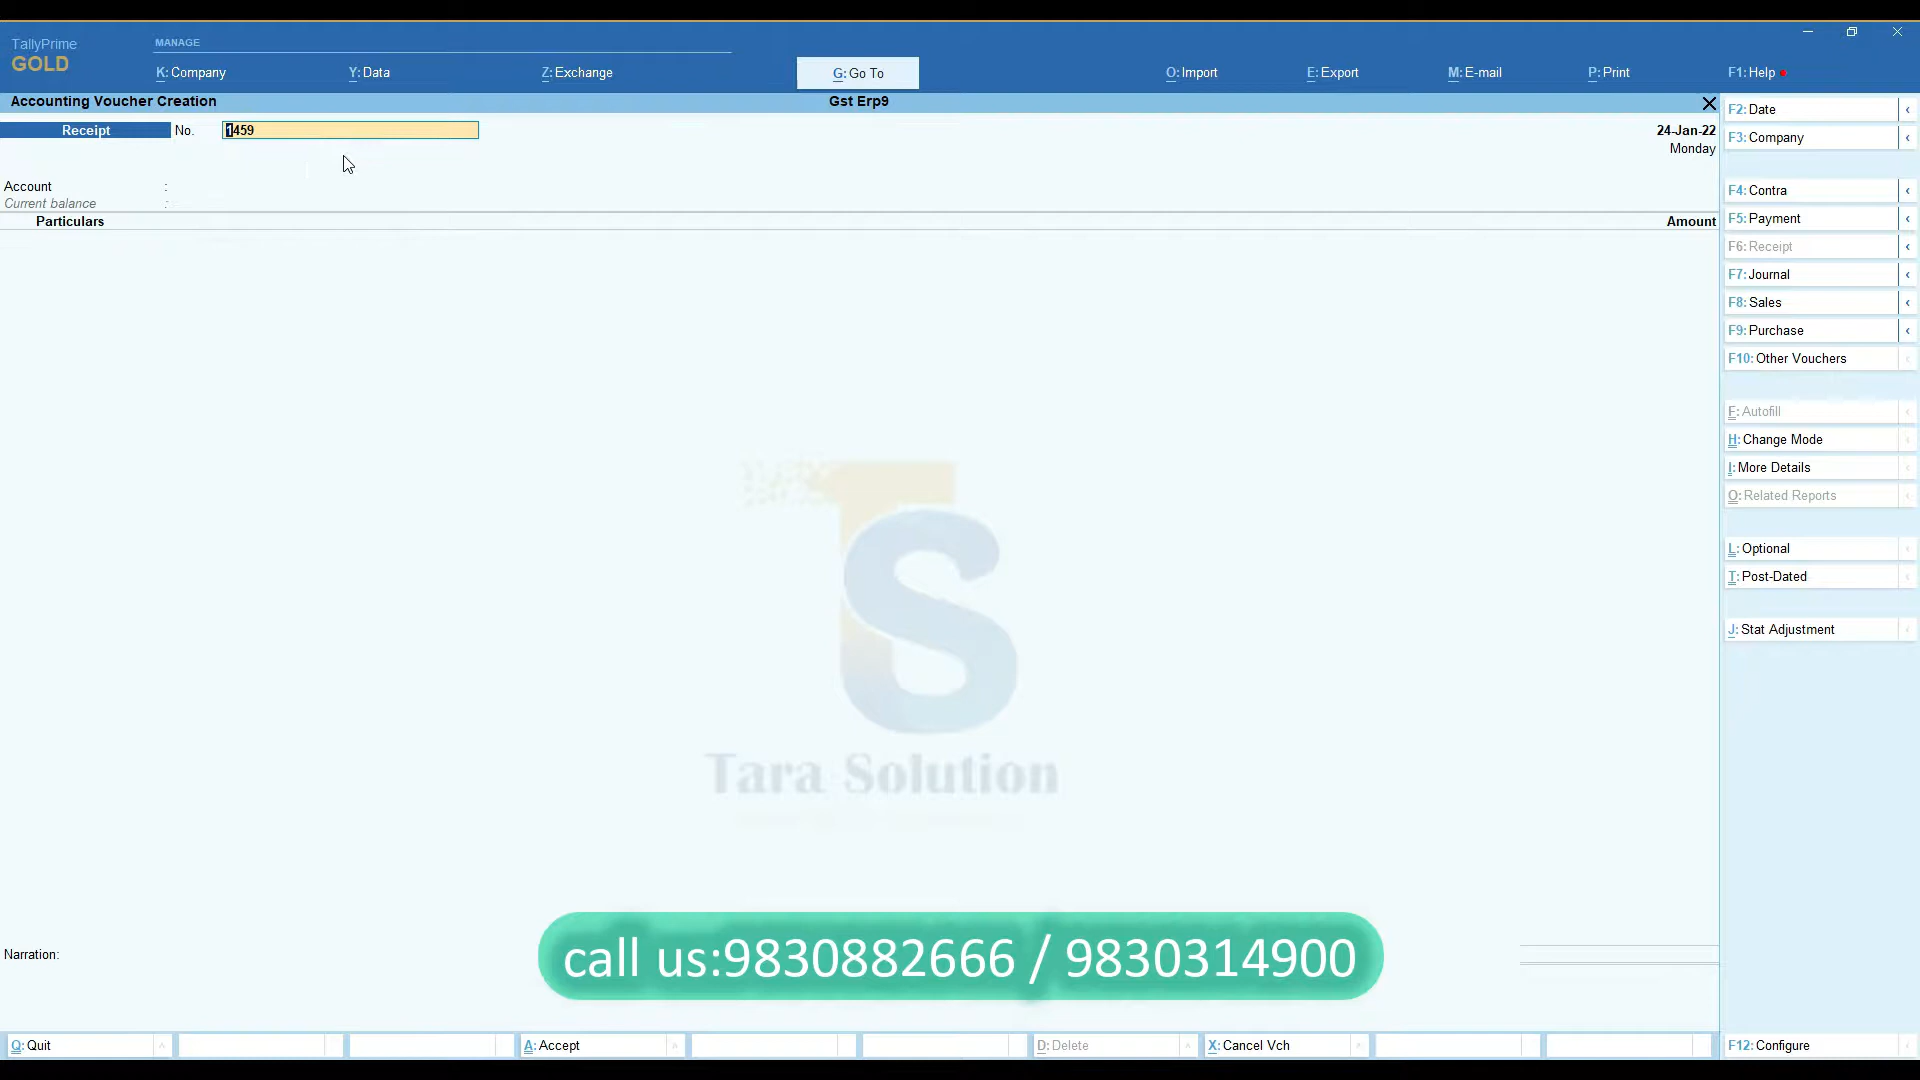 TallyPrime
GOLD
MANAGE
K: Company
Y: Data
Z: Exchange
G: Go To
O: Import
E: Export
M: E-mail
P: Print
F1: Help
Accounting Voucher Creation
Gst Erp9
Receipt
No.
1459
24-Jan-22
Monday
Account :
Current balance :
Particulars
Amount
F2: Date
F3: Company
F4: Contra
F5: Payment
F6: Receipt
F7: Journal
F8: Sales
F9: Purchase
F10: Other Vouchers
F: Autofill
H: Change Mode
I: More Details
O: Related Reports
L: Optional
T: Post-Dated
J: Stat Adjustment
TS
Tara Solution
Narration:
call us:9830882666 / 9830314900
Q: Quit
A: Accept
D: Delete
X: Cancel Vch
F12: Configure